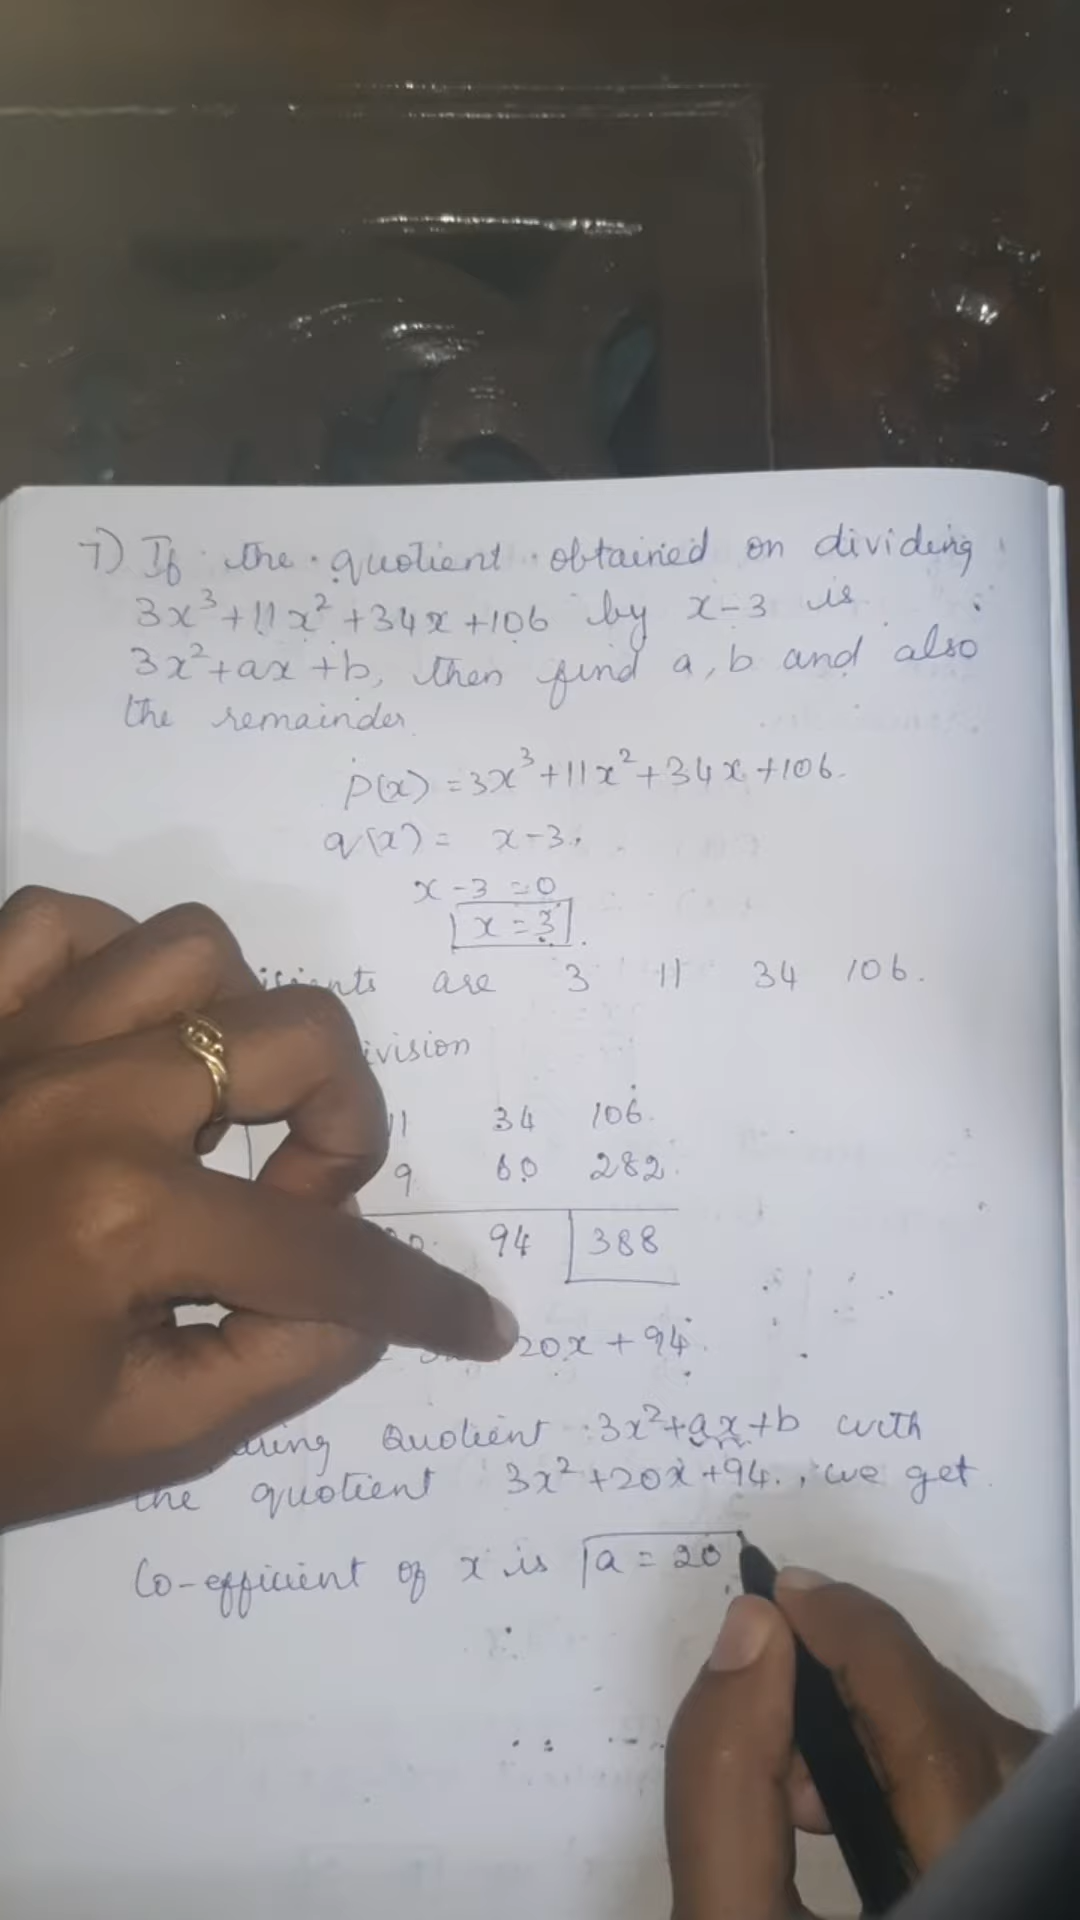 7) If the quotient obtained on dividing
3x³+11x²+34x+106 by x-3 is
3x²+ax+b, then find a, b and also
the remainder.
p(x) = 3x³+11x²+34x+106.
q(x) = x-3.
x-3=0
x=3
are 3 11 34 106.
11 34 106.
9 60 282.
94 388
20x+94.
Quotient 3x²+ax+b with
the quotient 3x²+20x+94., we get
Co-efficient of x is a=20